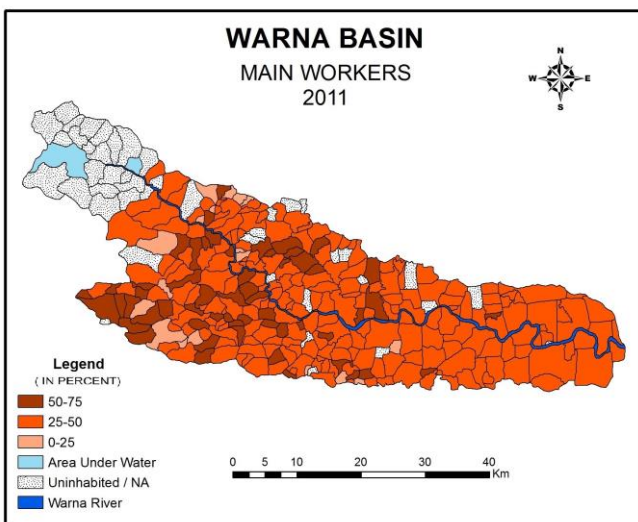 WARNA BASIN
MAIN WORKERS
2011
N
W E
S
Legend
( IN PERCENT)
50-75
25-50
0-25
Area Under Water
Uninhabited / NA
Warna River
0 5 10 20 30 40
Km